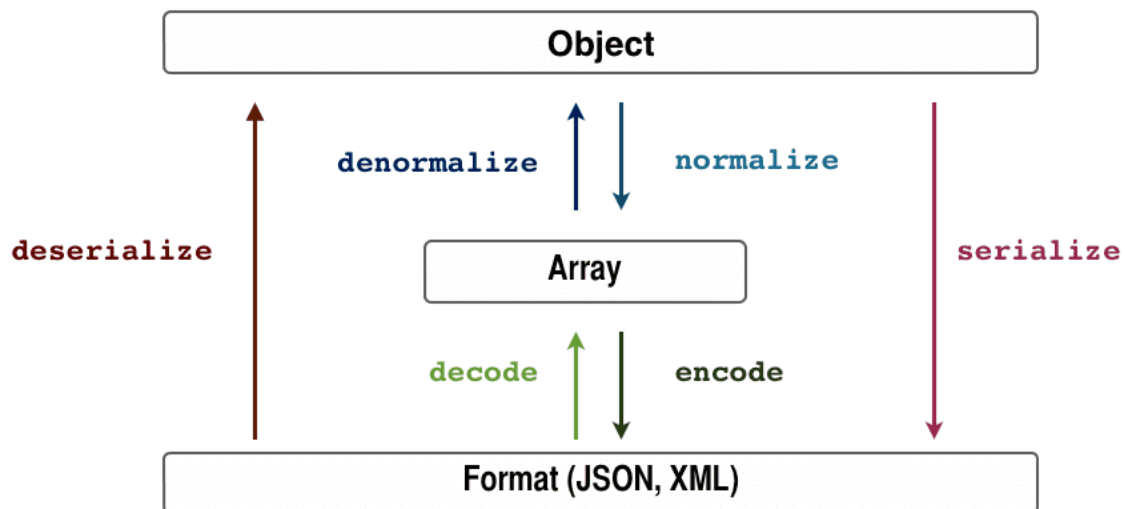 Object
denormalize
normalize
deserialize
serialize
Array
decode
encode
Format (JSON, XML)